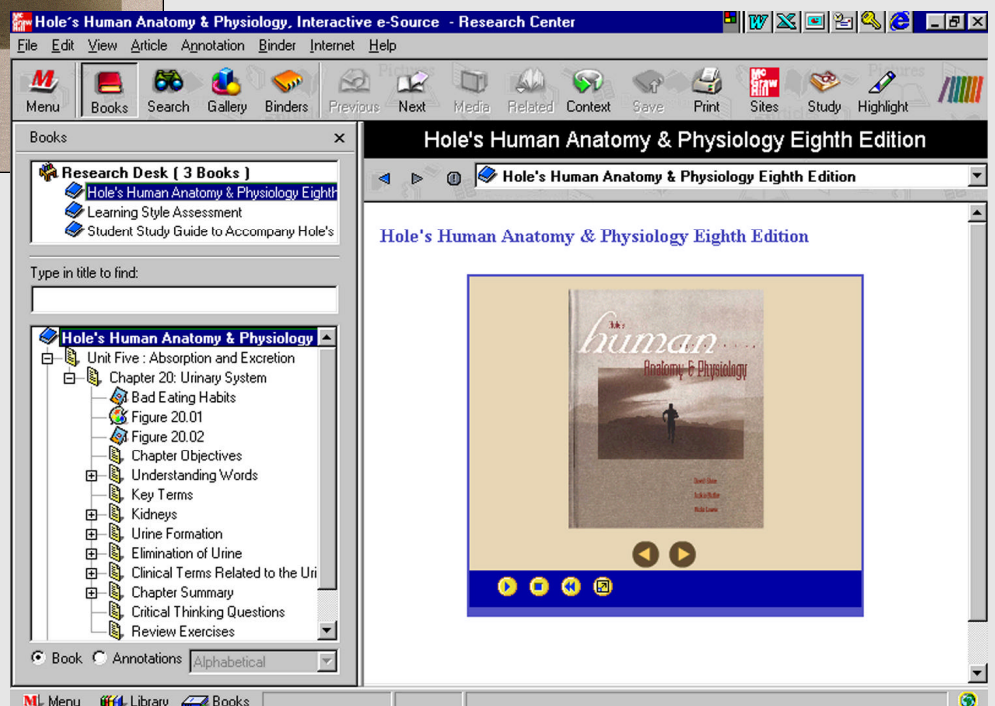 Hole's Human Anatomy & Physiology, Interactive e-Source - Research Center
File Edit View Article Annotation Binder Internet Help
Menu Books Search Gallery Binders Previous Next Media Related Context Save Print Sites Study Highlight
Books
Hole's Human Anatomy & Physiology Eighth Edition
Research Desk ( 3 Books )
Hole's Human Anatomy & Physiology Eighth
Learning Style Assessment
Student Study Guide to Accompany Hole's
Type in title to find:
Hole's Human Anatomy & Physiology
Unit Five : Absorption and Excretion
Chapter 20: Urinary System
Bad Eating Habits
Figure 20.01
Figure 20.02
Chapter Objectives
Understanding Words
Key Terms
Kidneys
Urine Formation
Elimination of Urine
Clinical Terms Related to the Uri
Chapter Summary
Critical Thinking Questions
Review Exercises
Book Annotations Alphabetical
Hole's Human Anatomy & Physiology Eighth Edition
Hole's Human Anatomy & Physiology Eighth Edition
Hole's
human
Anatomy & Physiology
Menu Library Books